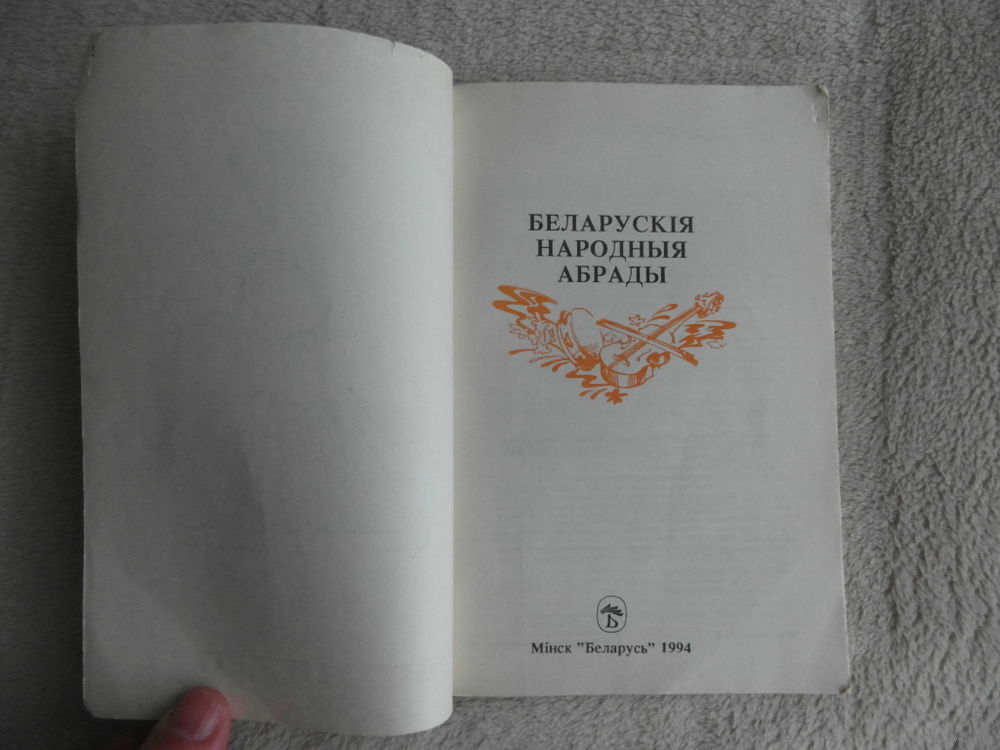 БЕЛАРУСКІЯ
НАРОДНЫЯ
АБРАДЫ
Б
Мінск "Беларусь" 1994